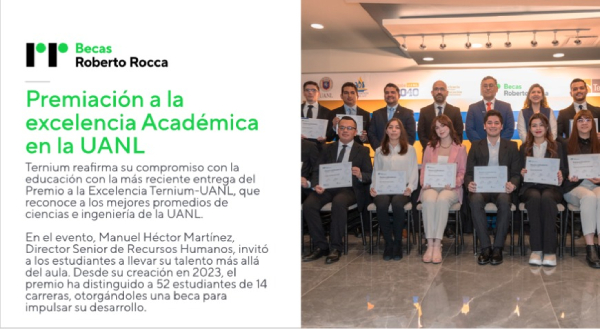 Becas
Roberto Rocca
Premiación a la
excelencia Académica
en la UANL
Ternium reafirma su compromiso con la
educación con la más reciente entrega del
Premio a la Excelencia Ternium-UANL, que
reconoce a los mejores promedios de
ciencias e ingeniería de la UANL.
En el evento, Manuel Héctor Martínez,
Director Senior de Recursos Humanos, invitó
a los estudiantes a llevar su talento más allá
del aula. Desde su creación en 2023, el
premio ha distinguido a 52 estudiantes de 14
carreras, otorgándoles una beca para
impulsar su desarrollo.
Becas
Roberto Rocca